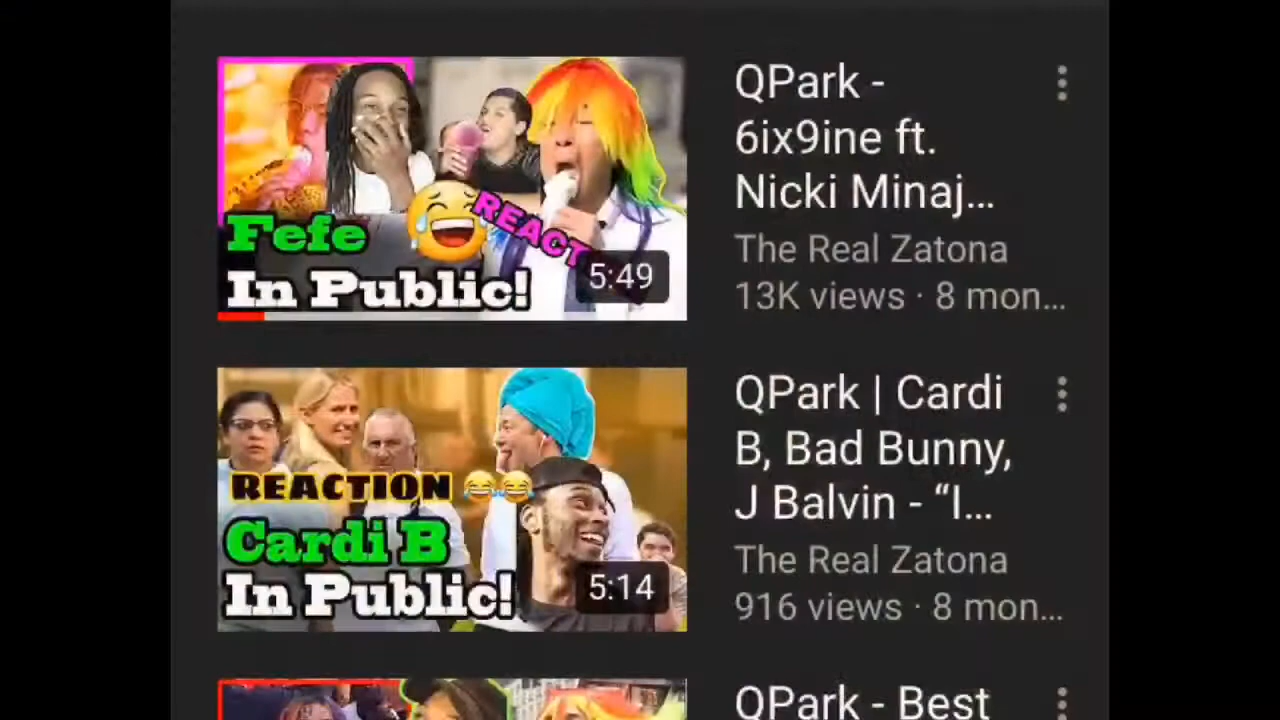 QPark -
6ix9ine ft.
Nicki Minaj...
The Real Zatona
13K views · 8 mon...
Fefe
REACT
In Public!
5:49
QPark | Cardi
B, Bad Bunny,
J Balvin - “I...
The Real Zatona
916 views · 8 mon...
REACTION
Cardi B
In Public!
5:14
QPark - Best